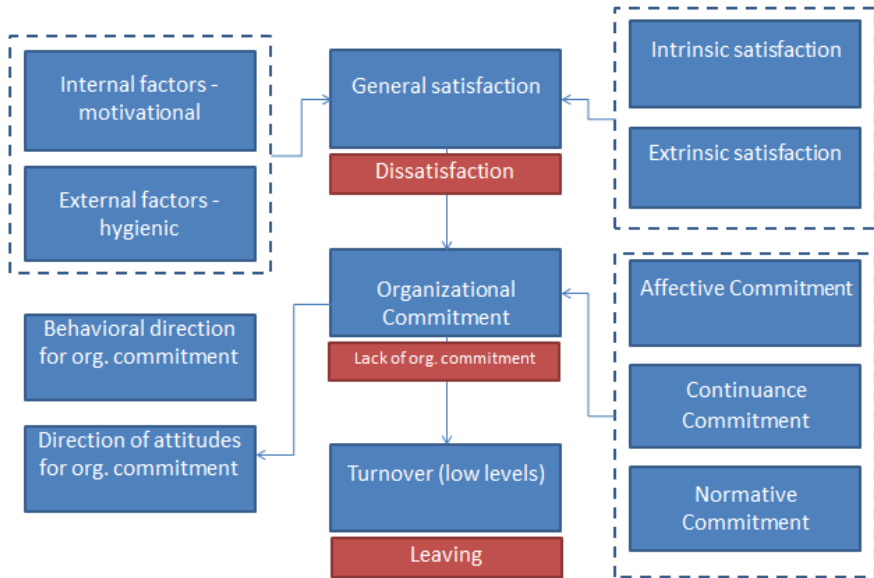 Internal factors -
motivational
External factors -
hygienic
General satisfaction
Dissatisfaction
Intrinsic satisfaction
Extrinsic satisfaction
Organizational
Commitment
Lack of org. commitment
Behavioral direction
for org. commitment
Direction of attitudes
for org. commitment
Affective Commitment
Continuance
Commitment
Normative
Commitment
Turnover (low levels)
Leaving